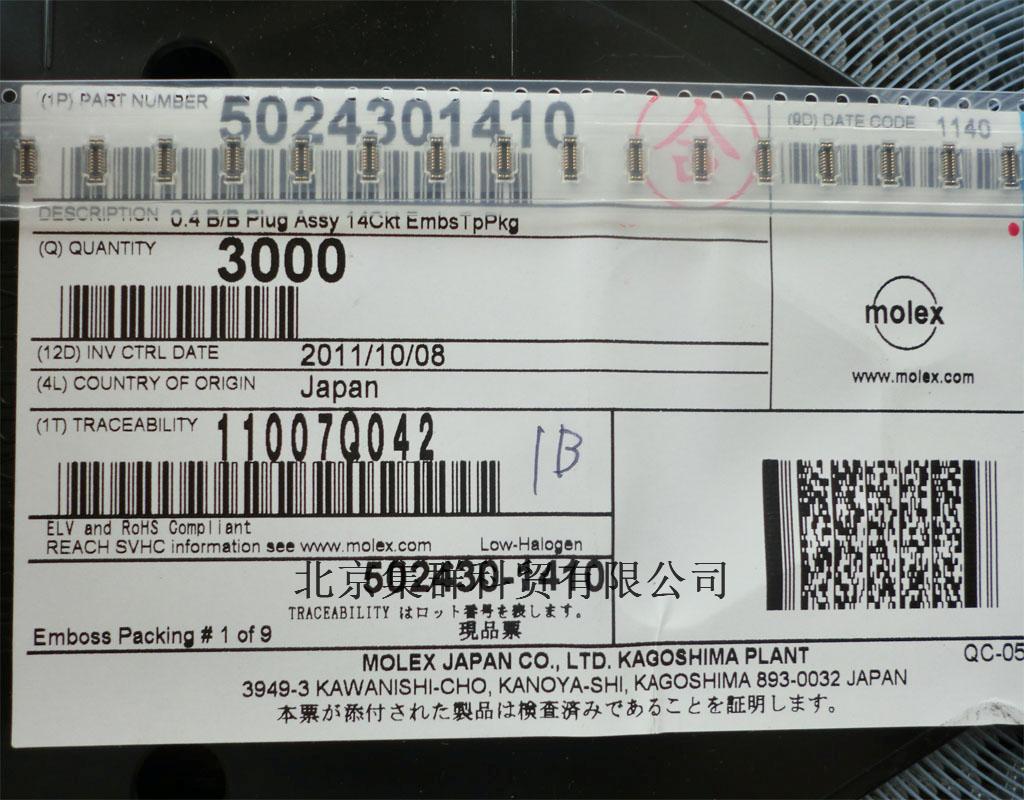 (1P) PART NUMBER 5024301410
(9D) DATE CODE 1140
合
DESCRIPTION 0.4 B/B Plug Assy 14Ckt EmbsTpPkg
(Q) QUANTITY 3000
molex
www.molex.com
(12D) INV CTRL DATE 2011/10/08
(4L) COUNTRY OF ORIGIN Japan
(1T) TRACEABILITY 11007Q042
1B
ELV and RoHS Compliant
REACH SVHC information see www.molex.com Low-Halogen
502430-1410
北京集群科贸有限公司
TRACEABILITY はロット番号を表します。
現品票
Emboss Packing # 1 of 9
MOLEX JAPAN CO., LTD. KAGOSHIMA PLANT
QC-05
3949-3 KAWANISHI-CHO, KANOYA-SHI, KAGOSHIMA 893-0032 JAPAN
本票が添付された製品は検査済みであることを証明します。